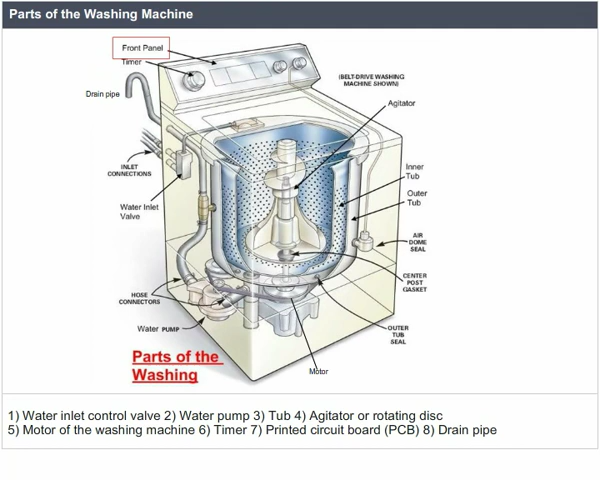 Parts of the Washing Machine
Front Panel
Timer
(BELT-DRIVE WASHING
MACHINE SHOWN)
Drain pipe
Agitator
INLET
CONNECTIONS
Inner
Tub
Outer
Tub
Water Inlet
Valve
AIR
DOME
SEAL
CENTER
POST
GASKET
HOSE
CONNECTORS
Water PUMP
OUTER
TUB
SEAL
Parts of the
Washing
Motor
1) Water inlet control valve 2) Water pump 3) Tub 4) Agitator or rotating disc
5) Motor of the washing machine 6) Timer 7) Printed circuit board (PCB) 8) Drain pipe